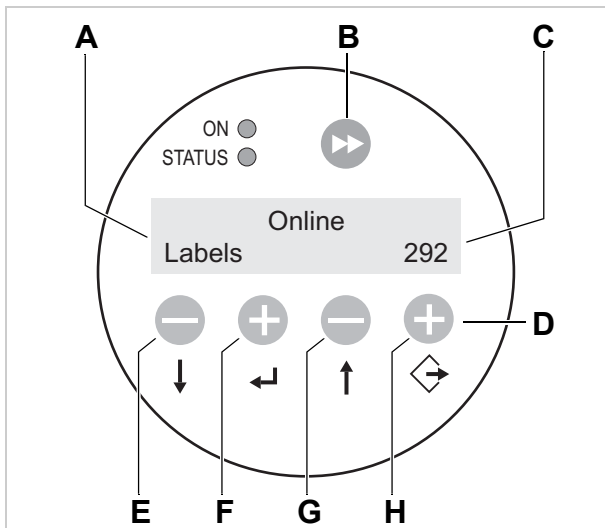 A B C
ON
STATUS
Online
Labels 292
D
E F G H